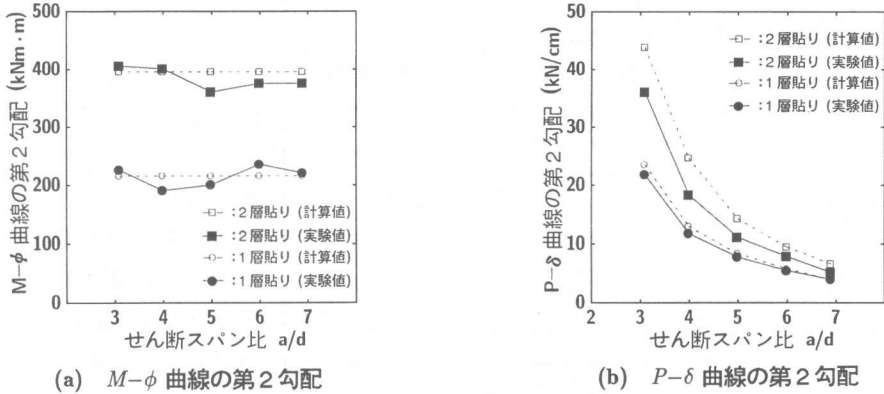 M-ϕ 曲線の第2勾配 (kNm・m)
500
400
300
200
100
0
3 4 5 6 7
せん断スパン比 a/d
:2層貼り (計算値)
:2層貼り (実験値)
:1層貼り (計算値)
:1層貼り (実験値)
(a) M-ϕ 曲線の第2勾配
P-δ 曲線の第2勾配 (kN/cm)
50
40
30
20
10
0
2 3 4 5 6 7
せん断スパン比 a/d
:2層貼り (計算値)
:2層貼り (実験値)
:1層貼り (計算値)
:1層貼り (実験値)
(b) P-δ 曲線の第2勾配